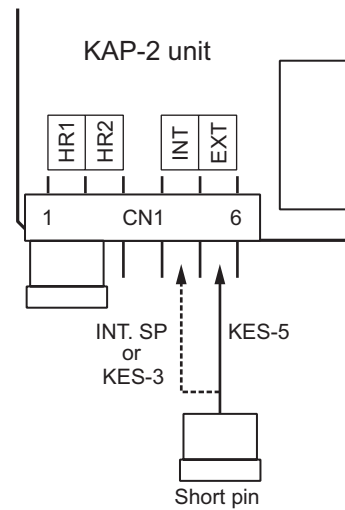 KAP-2 unit
HR1
HR2
INT
EXT
1 CN1 6
INT. SP
or
KES-3
KES-5
Short pin